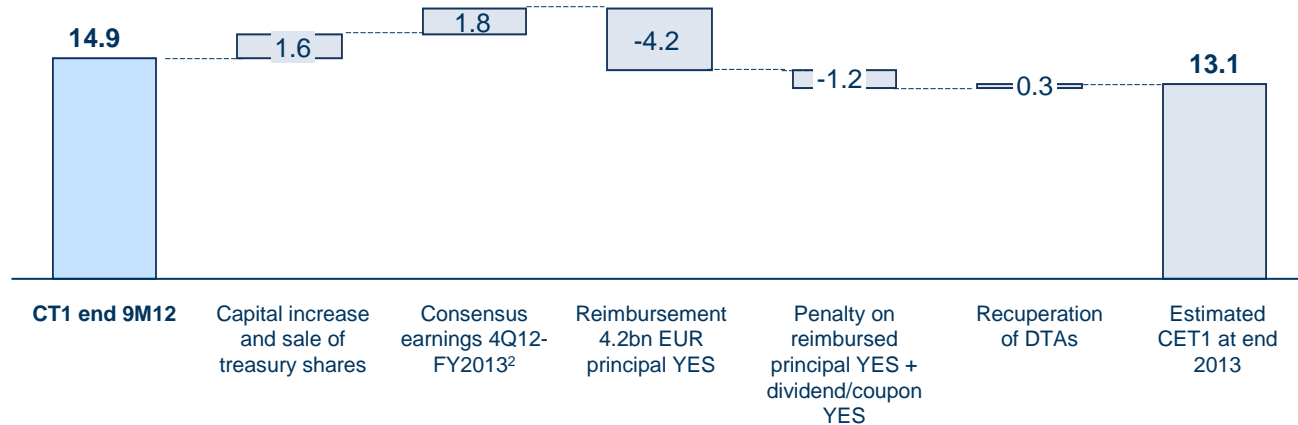 14.9
1.6
1.8
-4.2
-1.2
0.3
13.1
CT1 end 9M12
Capital increase
and sale of
treasury shares
Consensus
earnings 4Q12-
FY2013²
Reimbursement
4.2bn EUR
principal YES
Penalty on
reimbursed
principal YES +
dividend/coupon
YES
Recuperation
of DTAs
Estimated
CET1 at end
2013